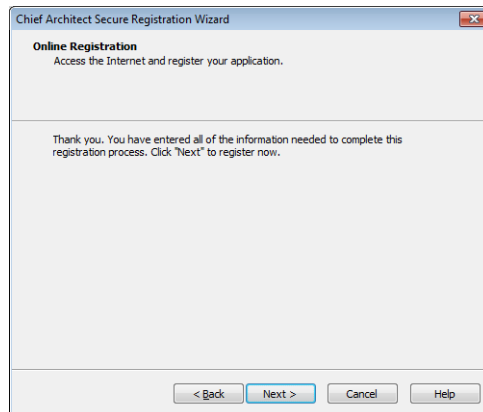 Chief Architect Secure Registration Wizard
Online Registration
Access the Internet and register your application.
Thank you. You have entered all of the information needed to complete this
registration process. Click "Next" to register now.
< Back
Next >
Cancel
Help